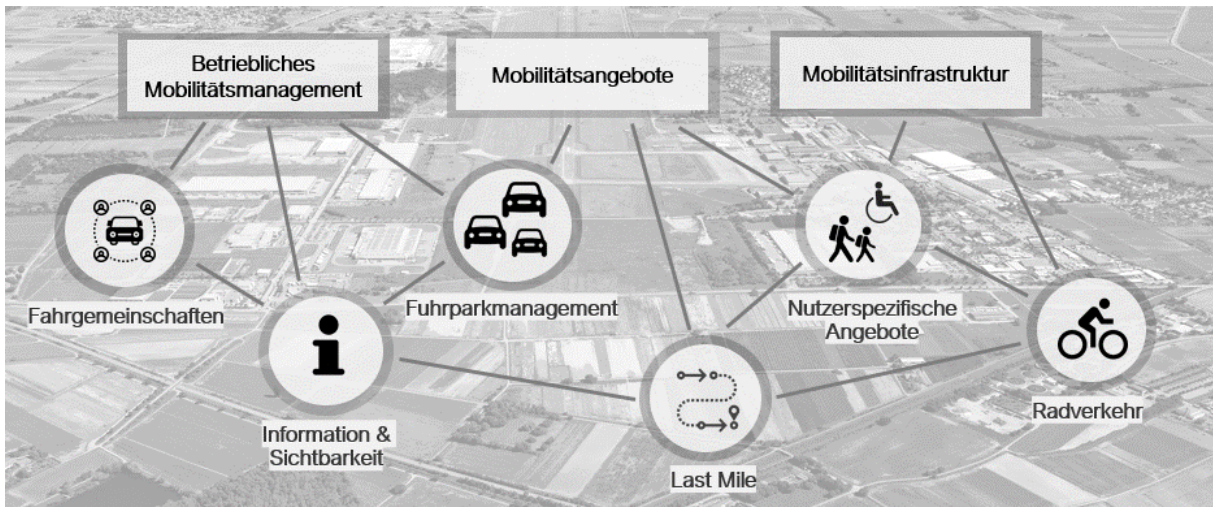 Betriebliches
Mobilitätsmanagement
Mobilitätsangebote
Mobilitätsinfrastruktur
Fahrgemeinschaften
Fuhrparkmanagement
Nutzerspezifische
Angebote
Information &
Sichtbarkeit
Radverkehr
Last Mile